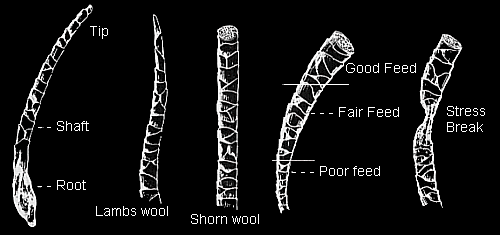 Tip
Shaft
Root
Lambs wool
Shorn wool
Good Feed
Fair Feed
Poor feed
Stress
Break